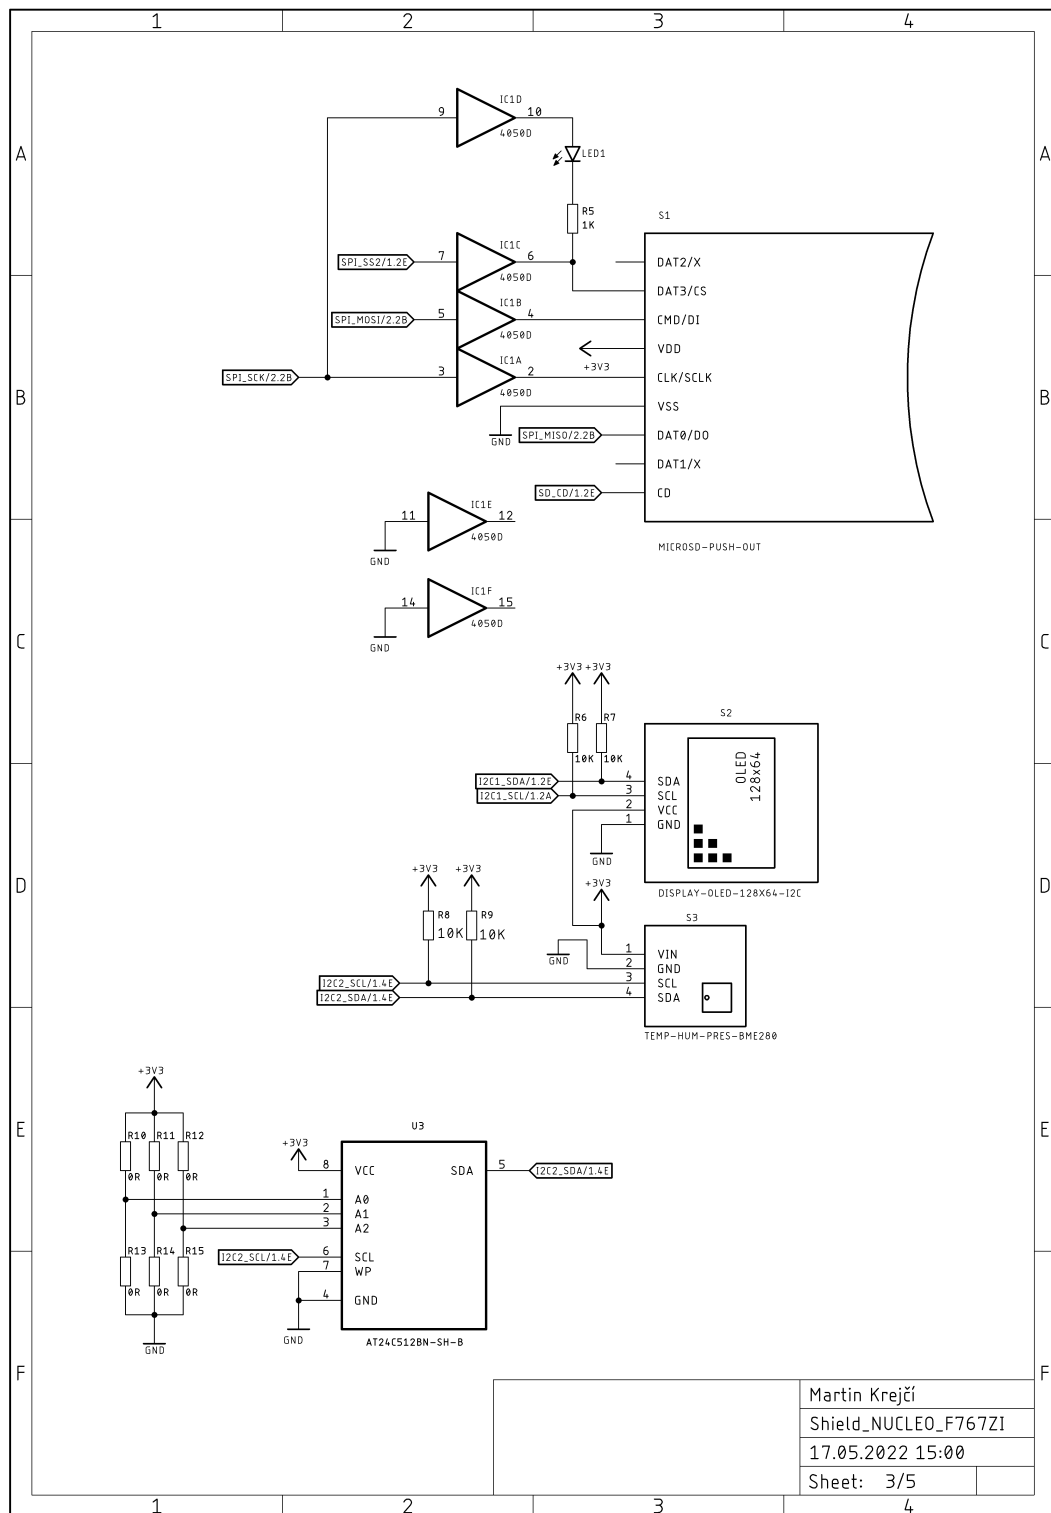 1 2 3 4
A A
B B
C C
D D
E E
F F
IC1D
9 10
4050D
LED1
R5
1K
S1
IC1C
SPI_SS2/1.2E 7 6 DAT2/X
4050D
DAT3/CS
IC1B
SPI_MOSI/2.2B 5 4 CMD/DI
4050D
VDD
+3V3
IC1A
SPI_SCK/2.2B 3 2 CLK/SCLK
4050D
VSS
GND
SPI_MISO/2.2B DAT0/DO
DAT1/X
SD_CD/1.2E CD
MICROSD-PUSH-OUT
IC1E
11 12
4050D
GND
IC1F
14 15
4050D
GND
+3V3 +3V3
R6 R7
10K 10K
S2
OLED
128x64
I2C1_SDA/1.2E 4 SDA
I2C1_SCL/1.2A 3 SCL
2 VCC
1 GND
GND
DISPLAY-OLED-128X64-I2C
+3V3 +3V3 +3V3
R8 R9
10K 10K
S3
1 VIN
GND 2 GND
I2C2_SCL/1.4E 3 SCL
I2C2_SDA/1.4E 4 SDA
TEMP-HUM-PRES-BME280
+3V3
R10 R11 R12
0R 0R 0R
R13 R14 R15
0R 0R 0R
GND
U3
+3V3
8 VCC SDA 5 I2C2_SDA/1.4E
1 A0
2 A1
3 A2
I2C2_SCL/1.4E 6 SCL
7 WP
4 GND
GND
AT24C512BN-SH-B
Martin Krejčí
Shield_NUCLEO_F767ZI
17.05.2022 15:00
Sheet: 3/5
1 2 3 4